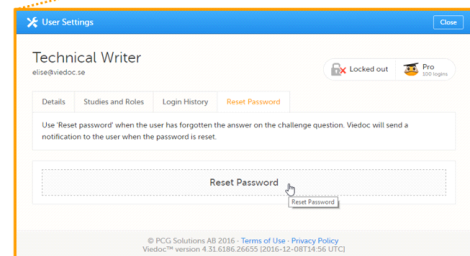 User Settings
Close
Technical Writer
elise@viedoc.se
Locked out
Pro
100 logins
Details
Studies and Roles
Login History
Reset Password
Use 'Reset password' when the user has forgotten the answer on the challenge question. Viedoc will send a
notification to the user when the password is reset.
Reset Password
Reset Password
© PCG Solutions AB 2016 - Terms of Use - Privacy Policy
Viedoc™ version 4.31.6186.26655 [2016-12-08T14:56 UTC]